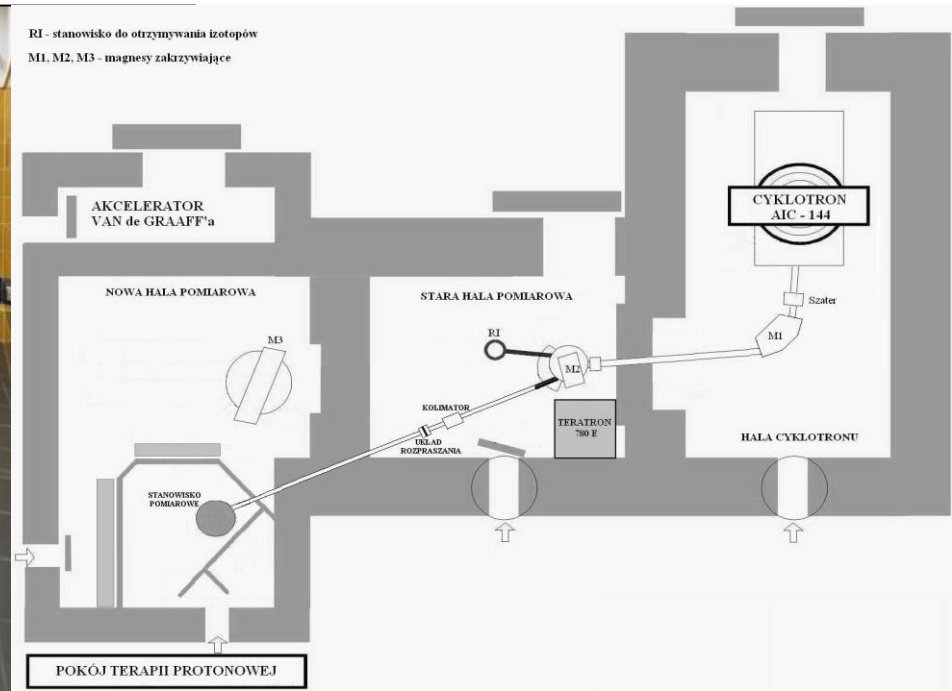 RI - stanowisko do otrzymywania izotopów
M1, M2, M3 - magnesy zakrzywiające
AKCELERATOR
VAN de GRAAFF'a
CYKLOTRON
AIC - 144
NOWA HALA POMIAROWA
STARA HALA POMIAROWA
Szater
M1
RI
M3
M2
KOLIMATOR
TERATRON
780 E
UKŁAD
ROZPRASZANIA
HALA CYKLOTRONU
STANOWISKO
POMIAROWE
POKÓJ TERAPII PROTONOWEJ